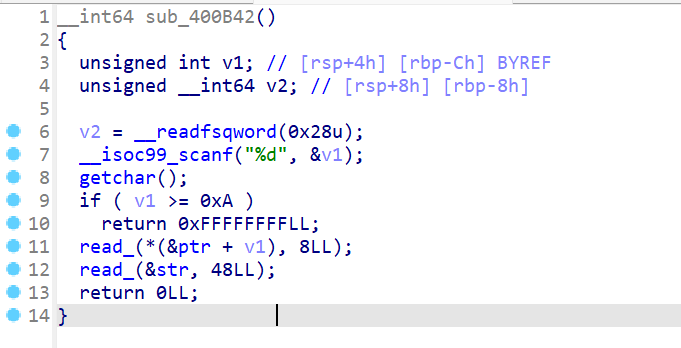 1 __int64 sub_400B42()
2 {
3 unsigned int v1; // [rsp+4h] [rbp-Ch] BYREF
4 unsigned __int64 v2; // [rsp+8h] [rbp-8h]
5
6 v2 = __readfsqword(0x28u);
7 __isoc99_scanf("%d", &v1);
8 getchar();
9 if ( v1 >= 0xA )
10 return 0xFFFFFFFFLL;
11 read_(*(&ptr + v1), 8LL);
12 read_(&str, 48LL);
13 return 0LL;
14 }